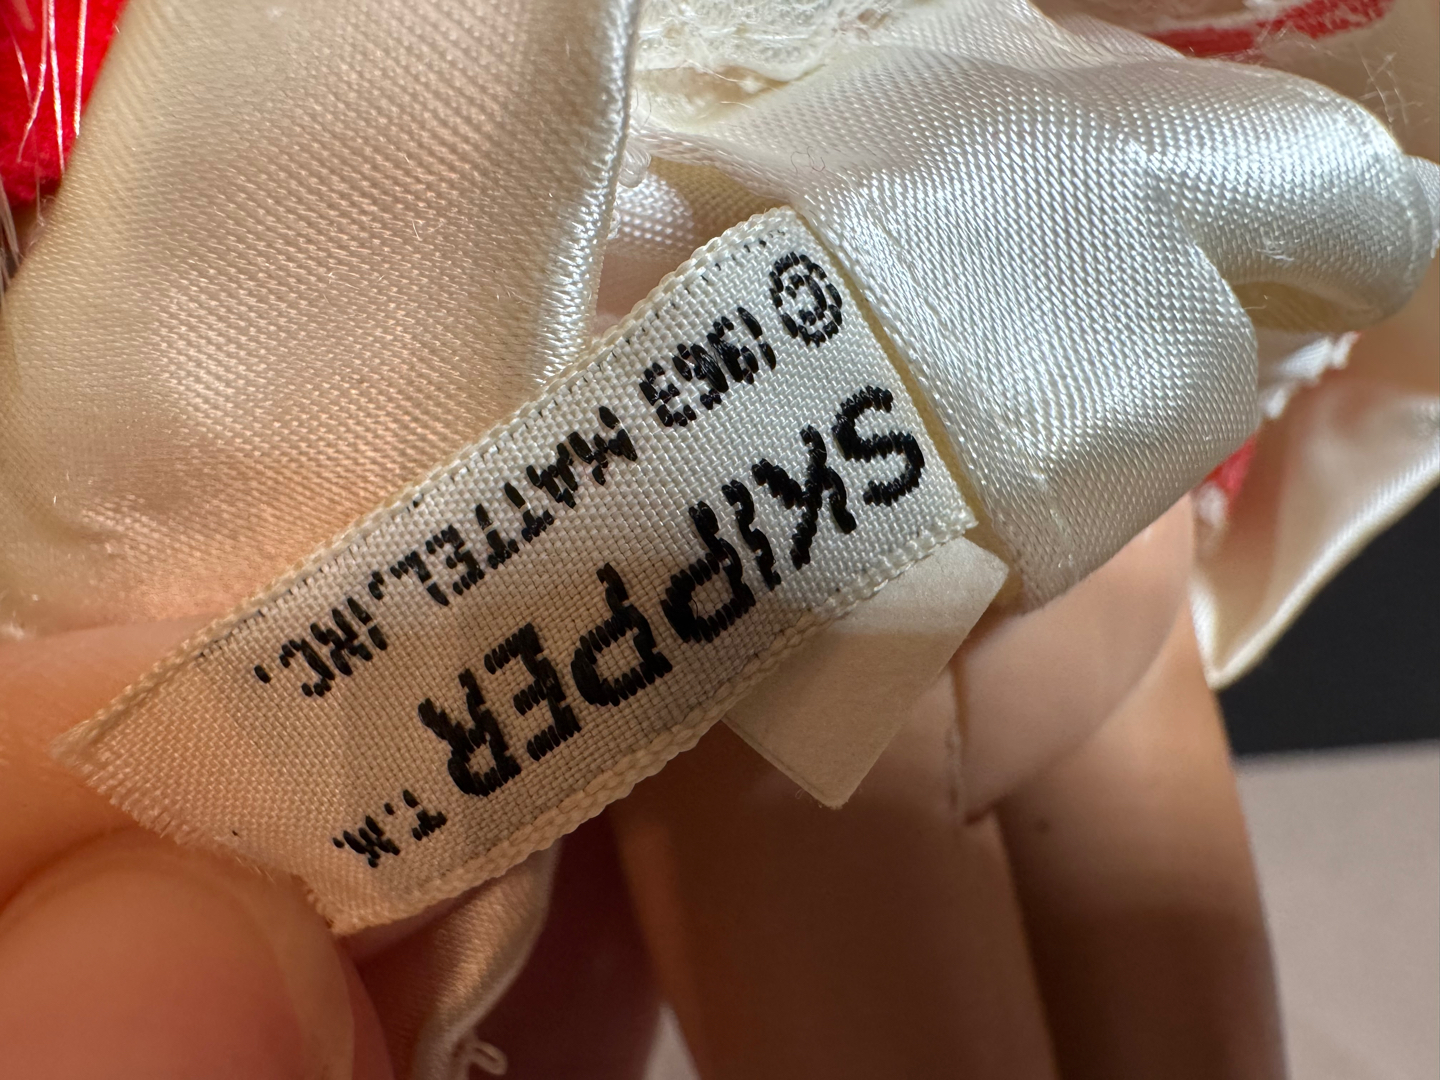 SKIPPER T.M.
© 1963 MATTEL, INC.